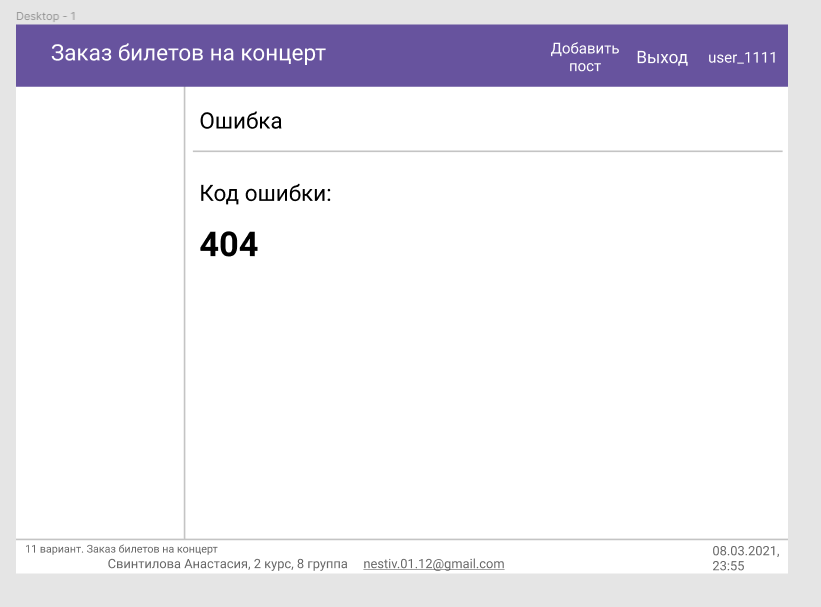 Desktop - 1
Заказ билетов на концерт
Добавить
пост
Выход
user_1111
Ошибка
Код ошибки:
404
11 вариант. Заказ билетов на концерт
Свинтилова Анастасия, 2 курс, 8 группа nestiv.01.12@gmail.com
08.03.2021,
23:55